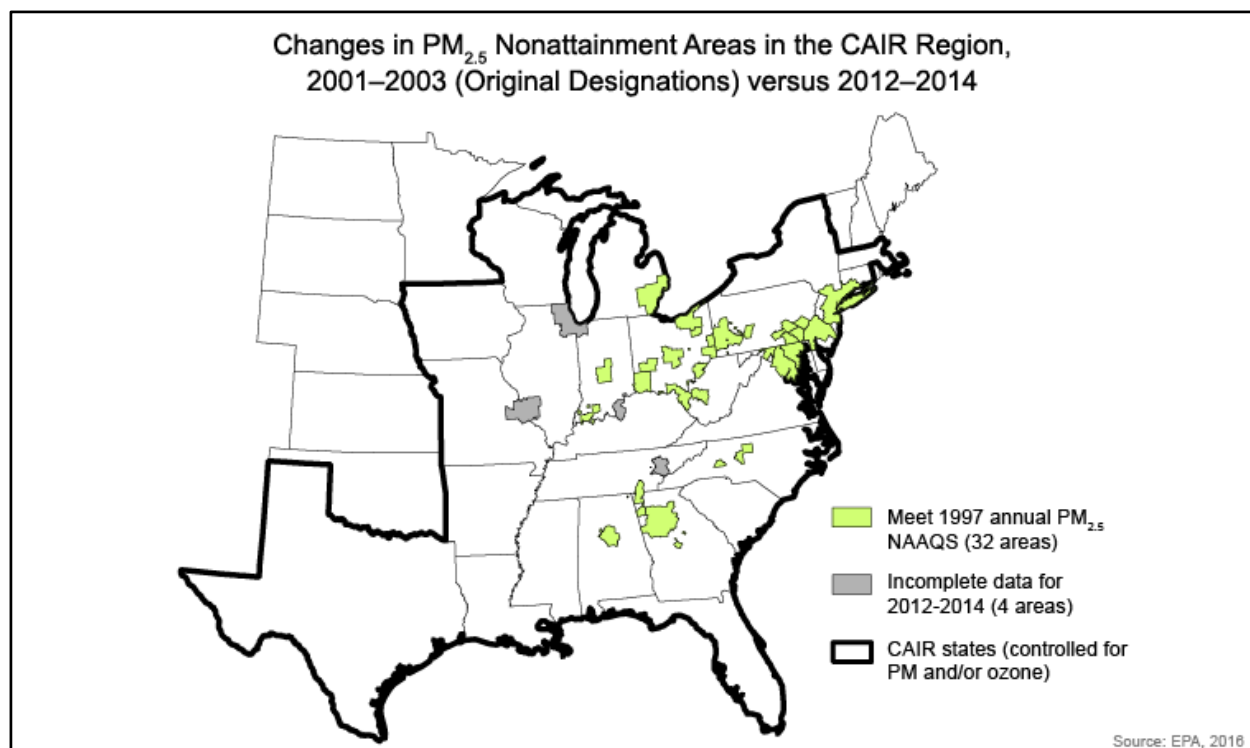 Changes in PM2.5 Nonattainment Areas in the CAIR Region,
2001–2003 (Original Designations) versus 2012–2014
Meet 1997 annual PM2.5
NAAQS (32 areas)
Incomplete data for
2012-2014 (4 areas)
CAIR states (controlled for
PM and/or ozone)
Source: EPA, 2016